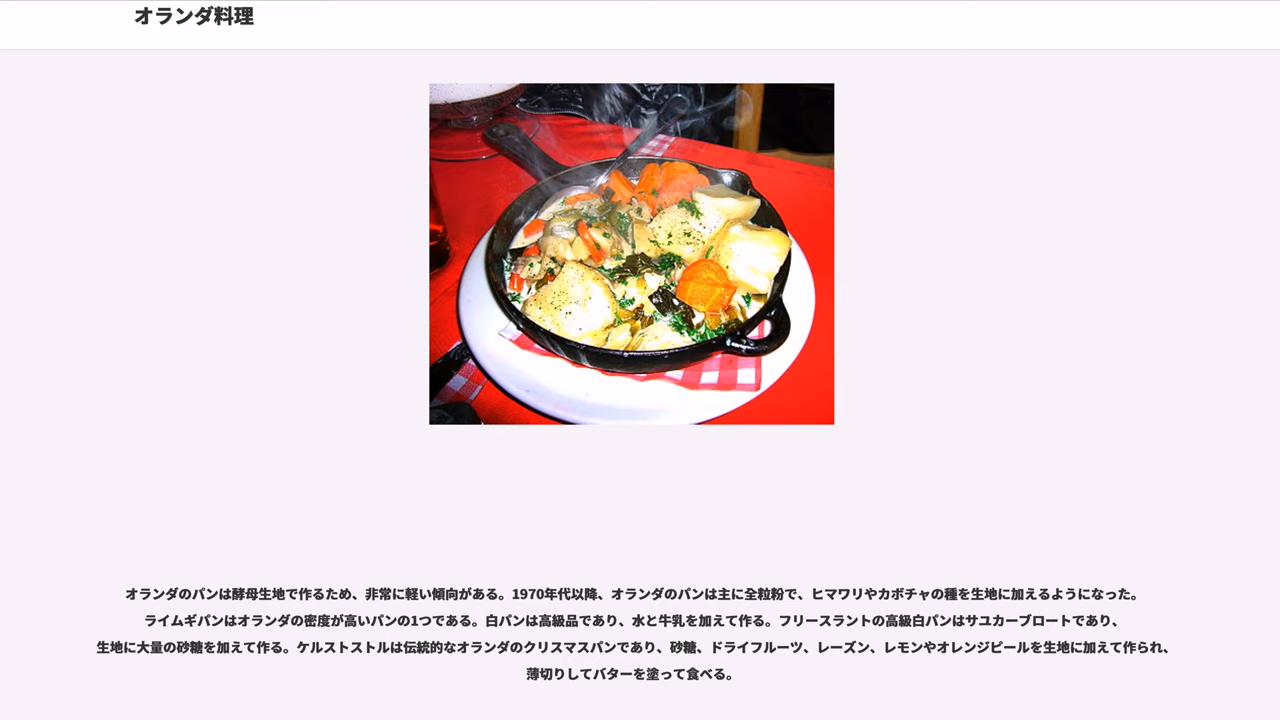 オランダ料理
オランダのパンは酵母生地で作るため、非常に軽い傾向がある。1970年代以降、オランダのパンは主に全粒粉で、ヒマワリやカボチャの種を生地に加えるようになった。
ライムギパンはオランダの密度が高いパンの1つである。白パンは高級品であり、水と牛乳を加えて作る。フリースラントの高級白パンはサユカーブロートであり、
生地に大量の砂糖を加えて作る。ケルストストルは伝統的なオランダのクリスマスパンであり、砂糖、ドライフルーツ、レーズン、レモンやオレンジピールを生地に加えて作られ、
薄切りしてバターを塗って食べる。